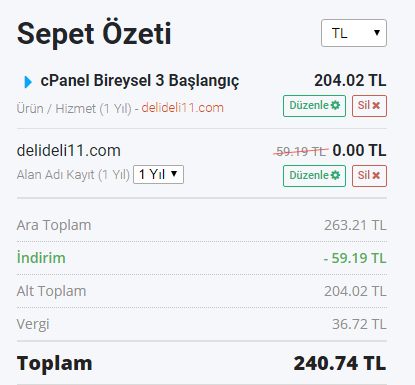 Sepet Özeti TL
cPanel Bireysel 3 Başlangıç 204.02 TL
Ürün / Hizmet (1 Yıl) - delideli11.com Düzenle Sil
delideli11.com 59.19 TL 0.00 TL
Alan Adı Kayıt (1 Yıl) 1 Yıl Düzenle Sil
Ara Toplam 263.21 TL
İndirim - 59.19 TL
Alt Toplam 204.02 TL
Vergi 36.72 TL
Toplam 240.74 TL